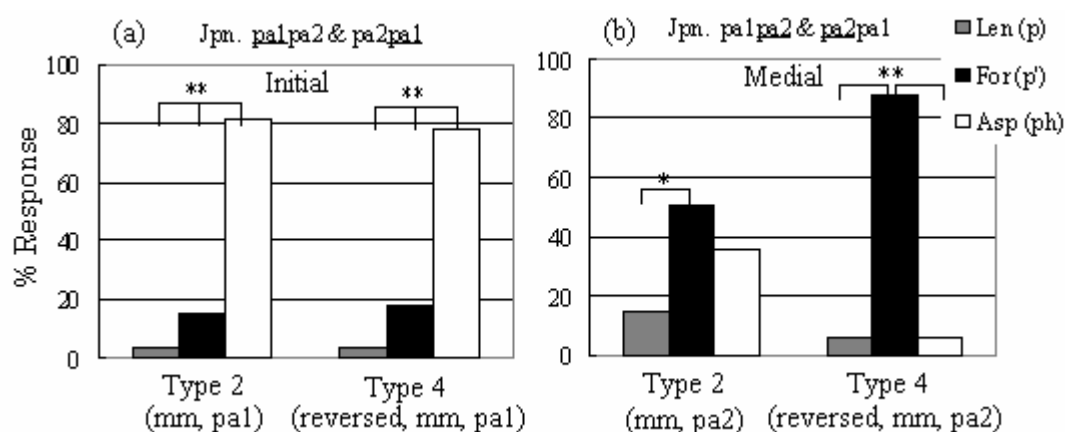 (a) Jpn. pa1pa2 & pa2pa1
Initial
% Response
100
80
60
40
20
0
**
**
Type 2
(mm, pa1)
Type 4
(reversed, mm, pa1)
(b) Jpn. pa1pa2 & pa2pa1
Medial
100
80
60
40
20
0
*
**
Type 2
(mm, pa2)
Type 4
(reversed, mm, pa2)
Len (p)
For (p')
Asp (ph)